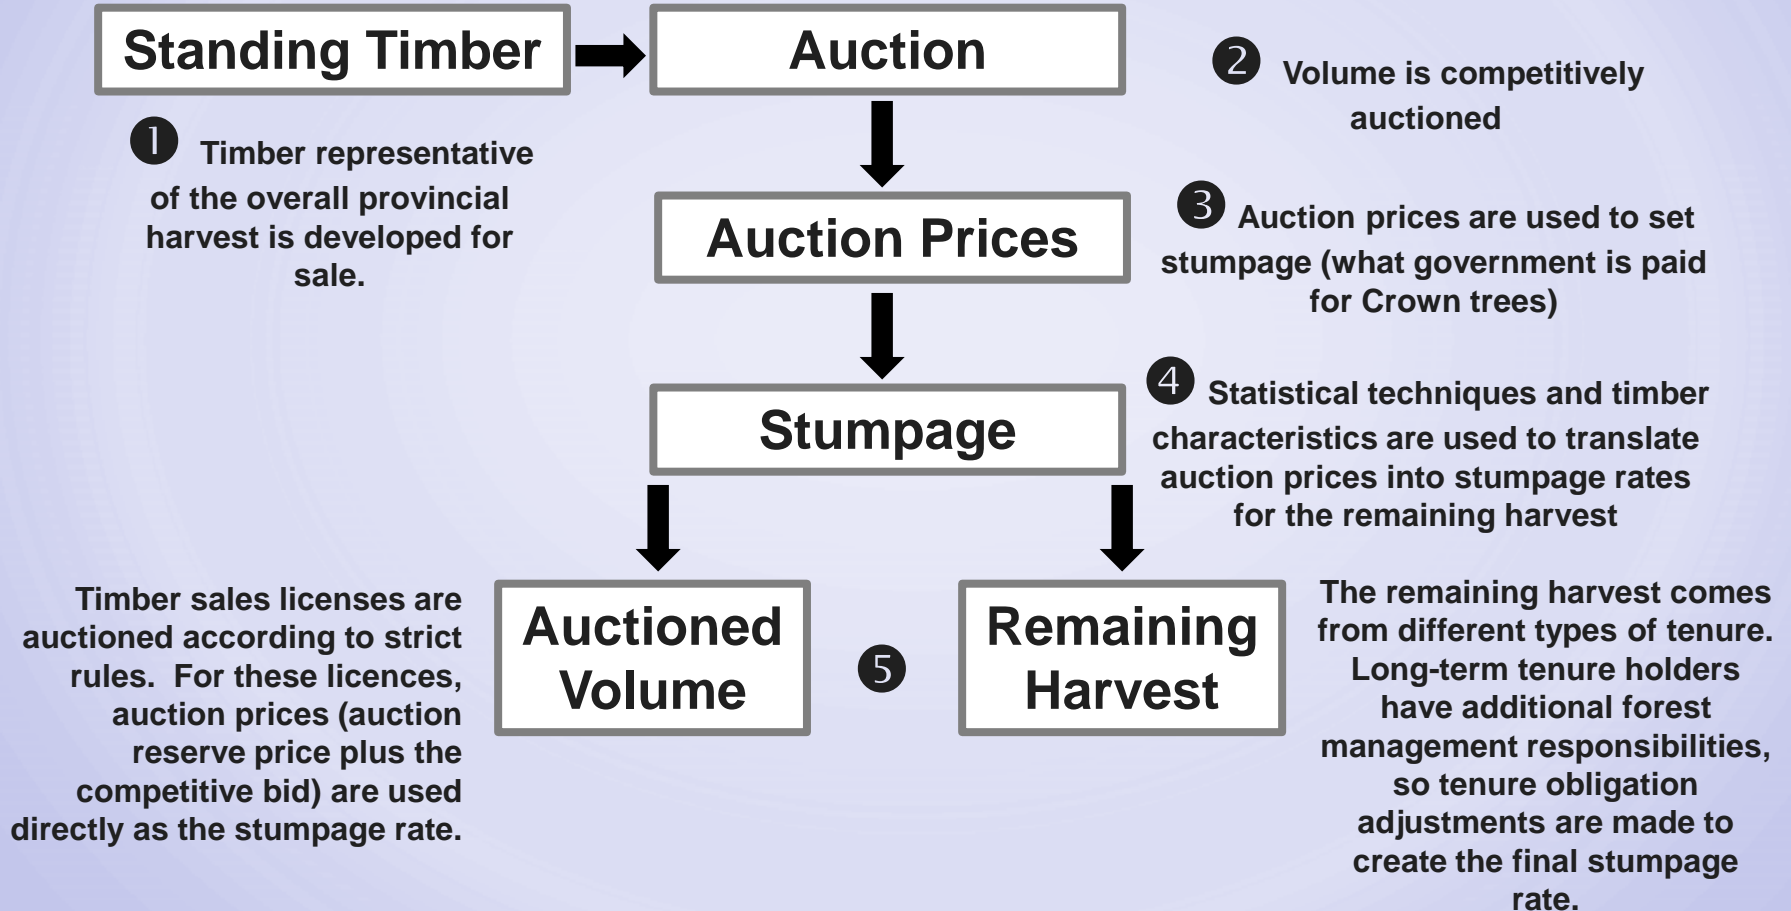 Standing Timber
Auction
❶ Timber representative
of the overall provincial
harvest is developed for
sale.
❷ Volume is competitively
auctioned
Auction Prices
❸ Auction prices are used to set
stumpage (what government is paid
for Crown trees)
Stumpage
❹ Statistical techniques and timber
characteristics are used to translate
auction prices into stumpage rates
for the remaining harvest
Timber sales licenses are
auctioned according to strict
rules. For these licences,
auction prices (auction
reserve price plus the
competitive bid) are used
directly as the stumpage rate.
Auctioned
Volume
❺
Remaining
Harvest
The remaining harvest comes
from different types of tenure.
Long-term tenure holders
have additional forest
management responsibilities,
so tenure obligation
adjustments are made to
create the final stumpage
rate.